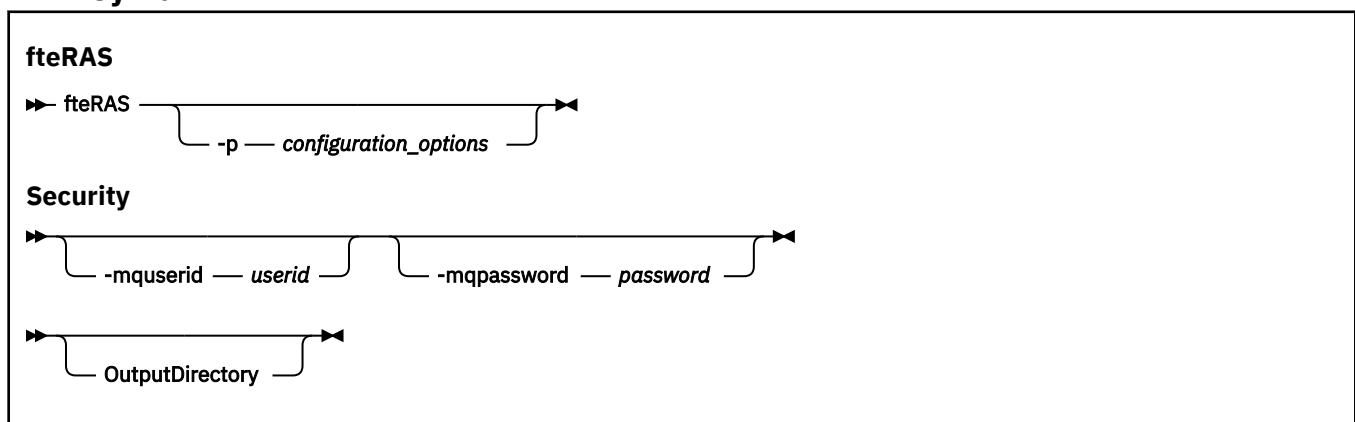 fteRAS
fteRAS
-p configuration_options
Security
-mquserid userid -mqpassword password
OutputDirectory